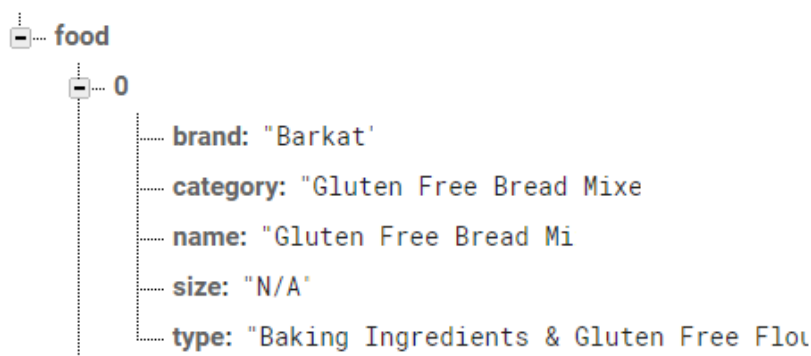 food
0
brand: "Barkat'
category: "Gluten Free Bread Mixe
name: "Gluten Free Bread Mi
size: "N/A"
type: "Baking Ingredients & Gluten Free Flou